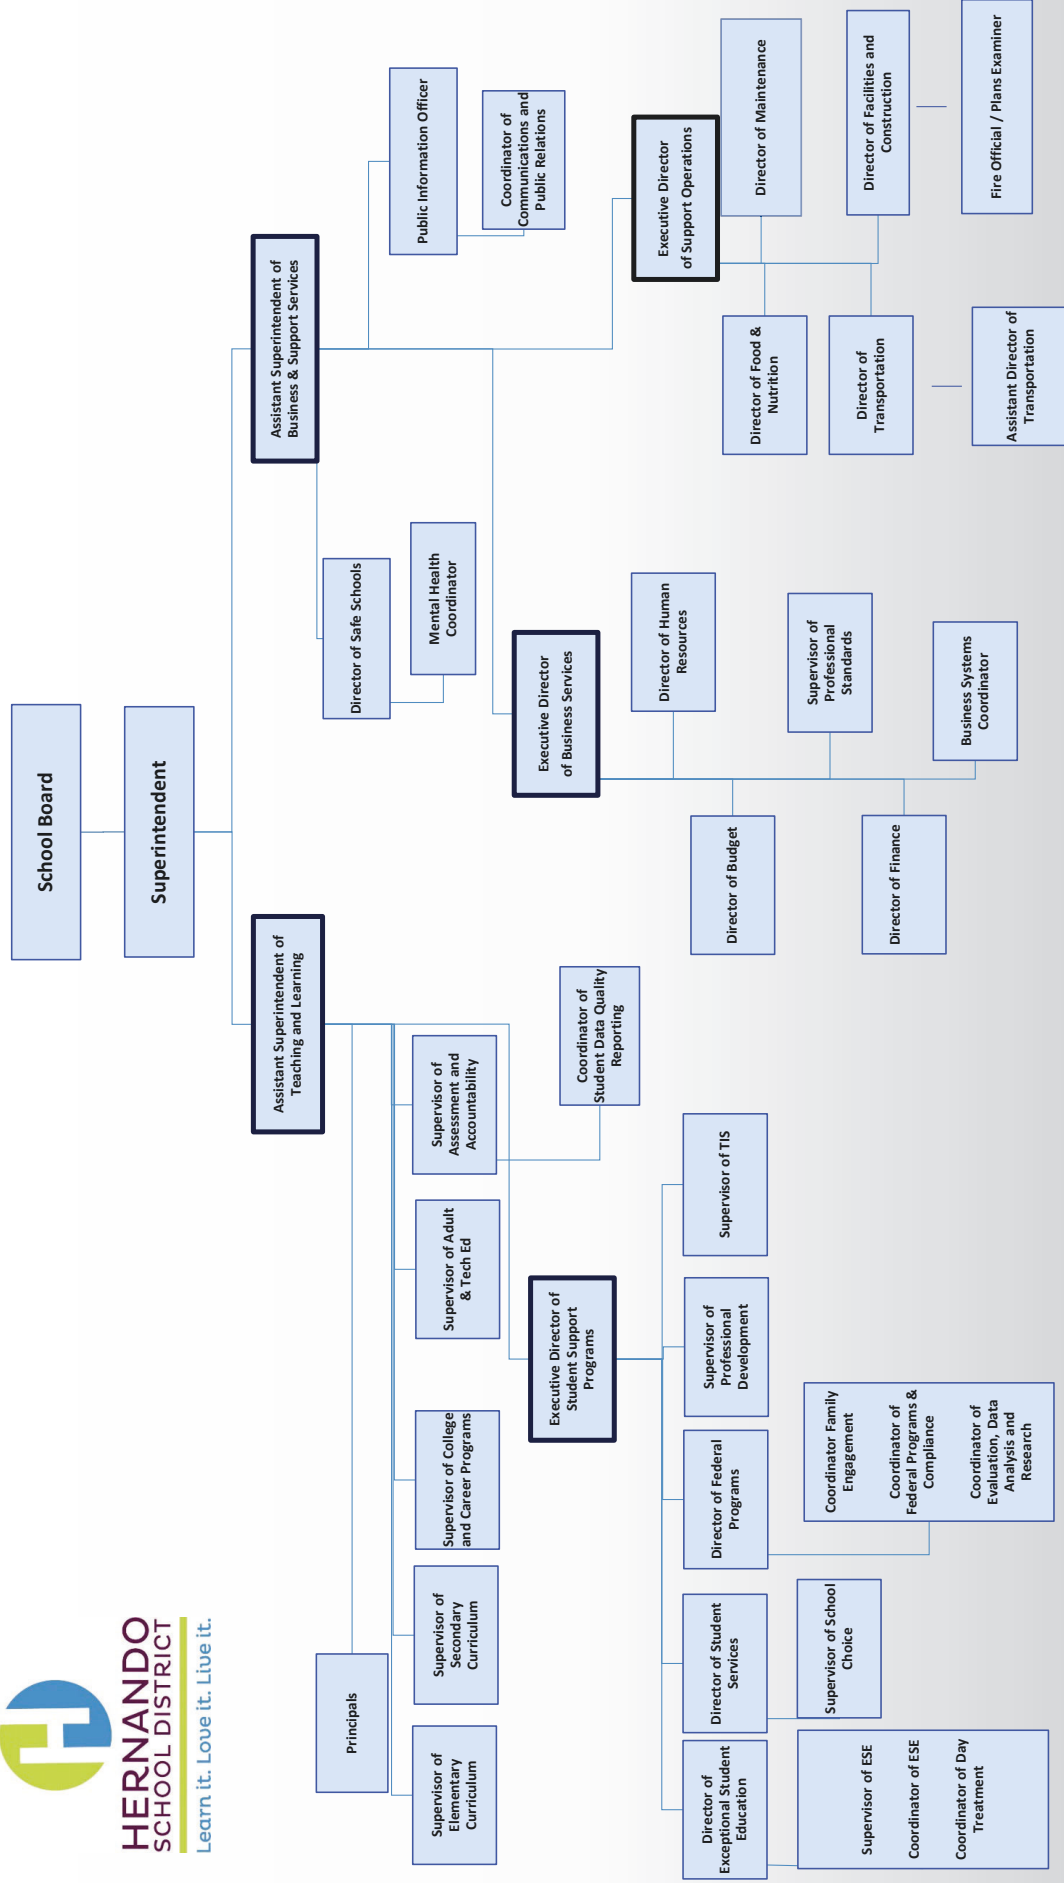 HERNANDO
SCHOOL DISTRICT
Learn it. Love it. Live it.
School Board
Superintendent
Assistant Superintendent of
Teaching and Learning
Assistant Superintendent of
Business & Support Services
Principals
Director of Safe Schools
Mental Health
Coordinator
Public Information Officer
Coordinator of
Communications and
Public Relations
Supervisor of
Elementary
Curriculum
Supervisor of
Secondary
Curriculum
Supervisor of College
and Career Programs
Supervisor of Adult
& Tech Ed
Supervisor of
Assessment and
Accountability
Coordinator of
Student Data Quality
Reporting
Executive Director of
Student Support
Programs
Executive Director
of Business Services
Executive Director
of Support Operations
Director of
Exceptional Student
Education
Director of Student
Services
Director of Federal
Programs
Supervisor of
Professional
Development
Supervisor of TIS
Supervisor of ESE
Coordinator of ESE
Coordinator of Day
Treatment
Supervisor of School
Choice
Coordinator Family
Engagement
Coordinator of
Federal Programs &
Compliance
Coordinator of
Evaluation, Data
Analysis and
Research
Director of Budget
Director of Human
Resources
Director of Finance
Supervisor of
Professional
Standards
Business Systems
Coordinator
Director of Food &
Nutrition
Director of Maintenance
Director of
Transportation
Director of Facilities and
Construction
Assistant Director of
Transportation
Fire Official / Plans Examiner